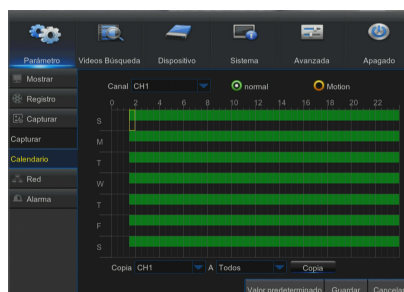 Parámetro Videos Búsqueda Dispositivo Sistema Avanzada Apagado
Mostrar
Registro
Capturar
Capturar
Calendario
Red
Alarma
Canal CH1 normal Motion
0 2 4 6 8 10 12 14 16 18 20 22
S
M
T
W
T
F
S
Copia CH1 A Todos Copia
Valor predeterminado Guardar Cancelar